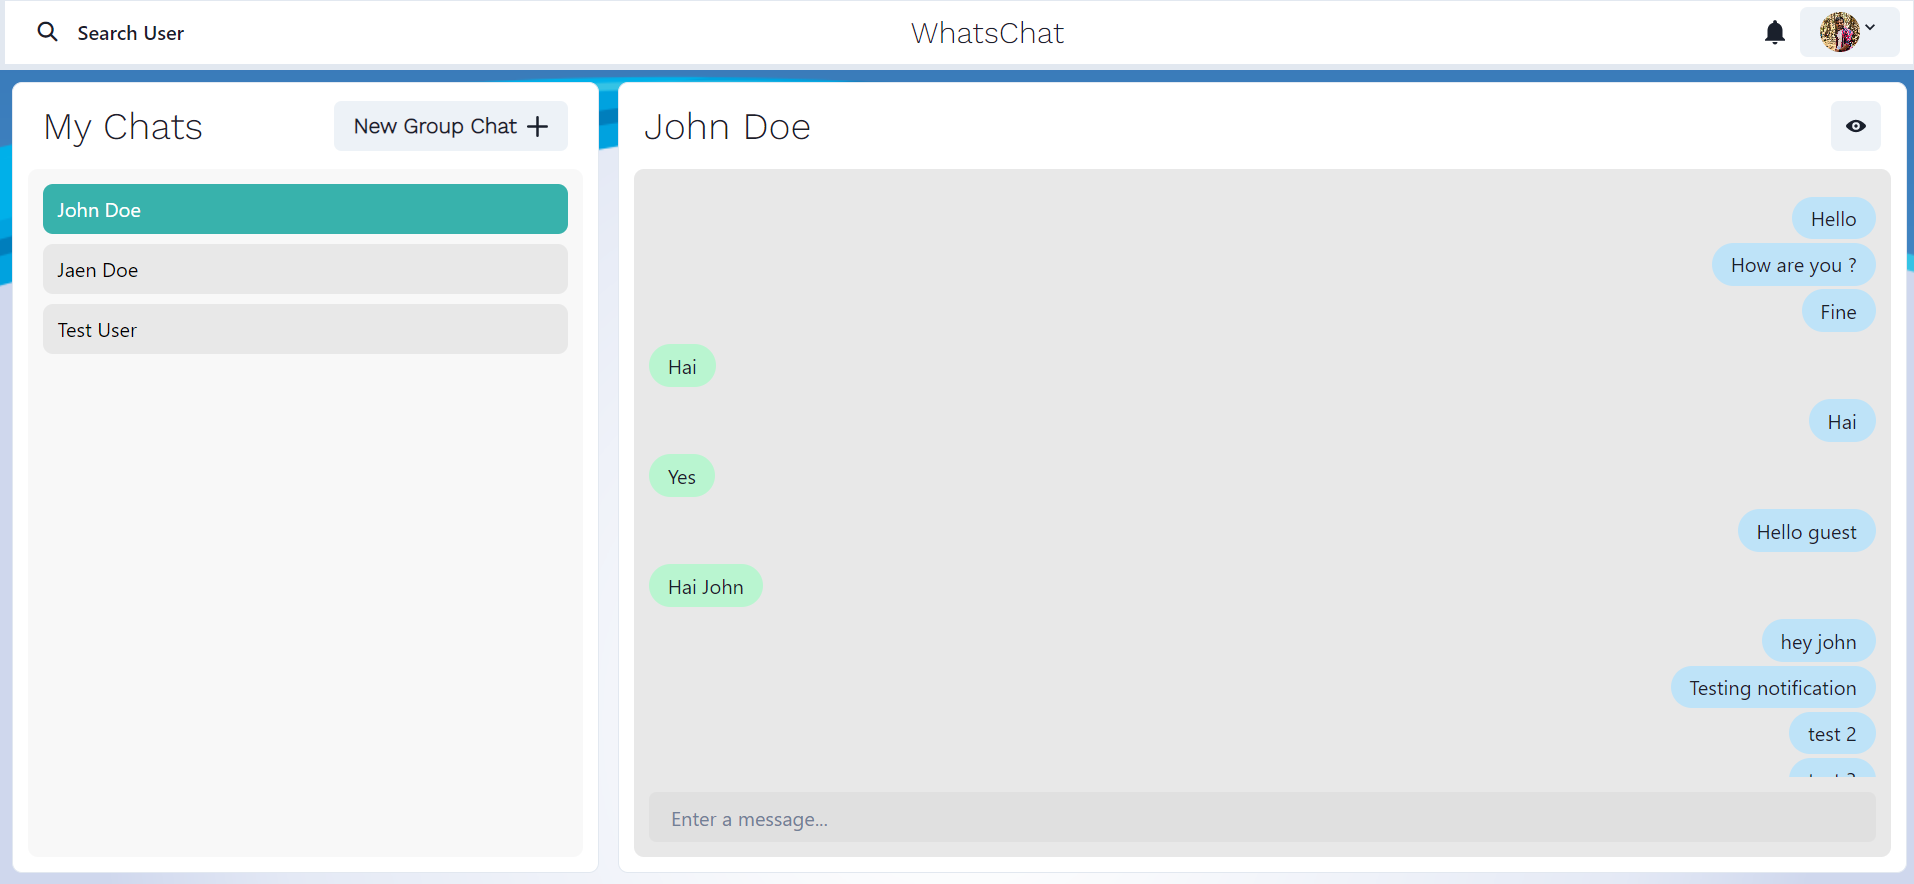 Search User
WhatsChat
My Chats
New Group Chat
John Doe
Jaen Doe
Test User
John Doe
Hello
How are you ?
Fine
Hai
Hai
Yes
Hello guest
Hai John
hey john
Testing notification
test 2
Enter a message...